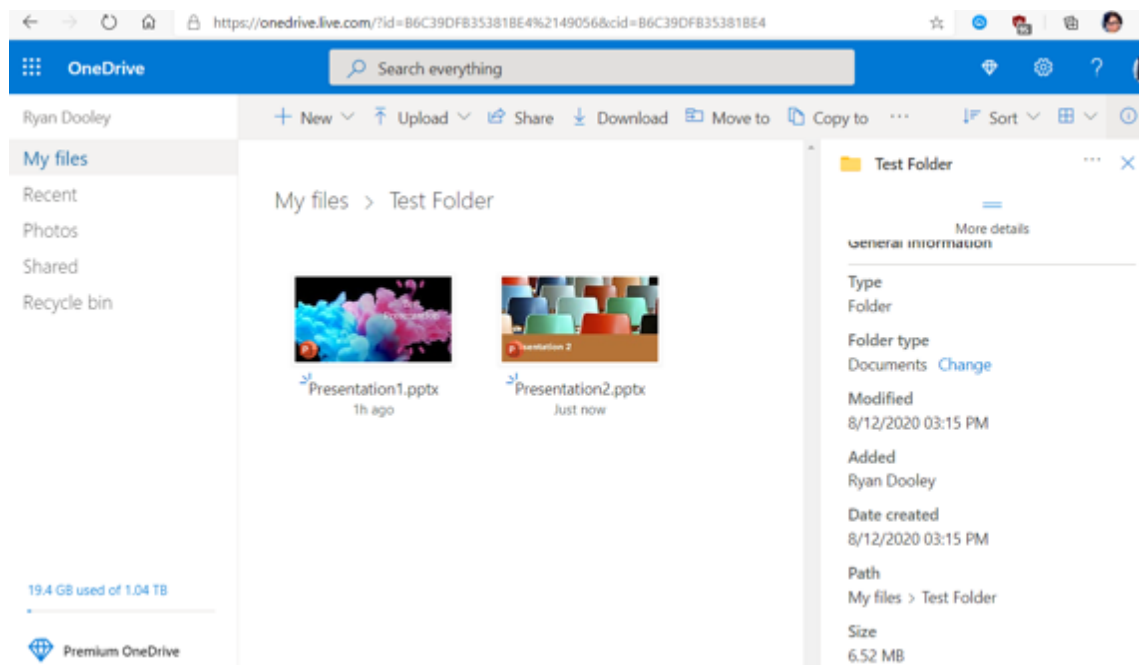 https://onedrive.live.com/?id=B6C39DFB35381BE4%2149056&cid=B6C39DFB35381BE4
OneDrive
Search everything
?
Ryan Dooley
New
Upload
Share
Download
Move to
Copy to
...
Sort
My files
Recent
Photos
Shared
Recycle bin
My files > Test Folder
Presentation1.pptx
1h ago
P
Presentation 2
Presentation2.pptx
Just now
Test Folder
...
More details
General Information
Type
Folder
Folder type
Documents Change
Modified
8/12/2020 03:15 PM
Added
Ryan Dooley
Date created
8/12/2020 03:15 PM
Path
My files > Test Folder
Size
6.52 MB
19.4 GB used of 1.04 TB
Premium OneDrive